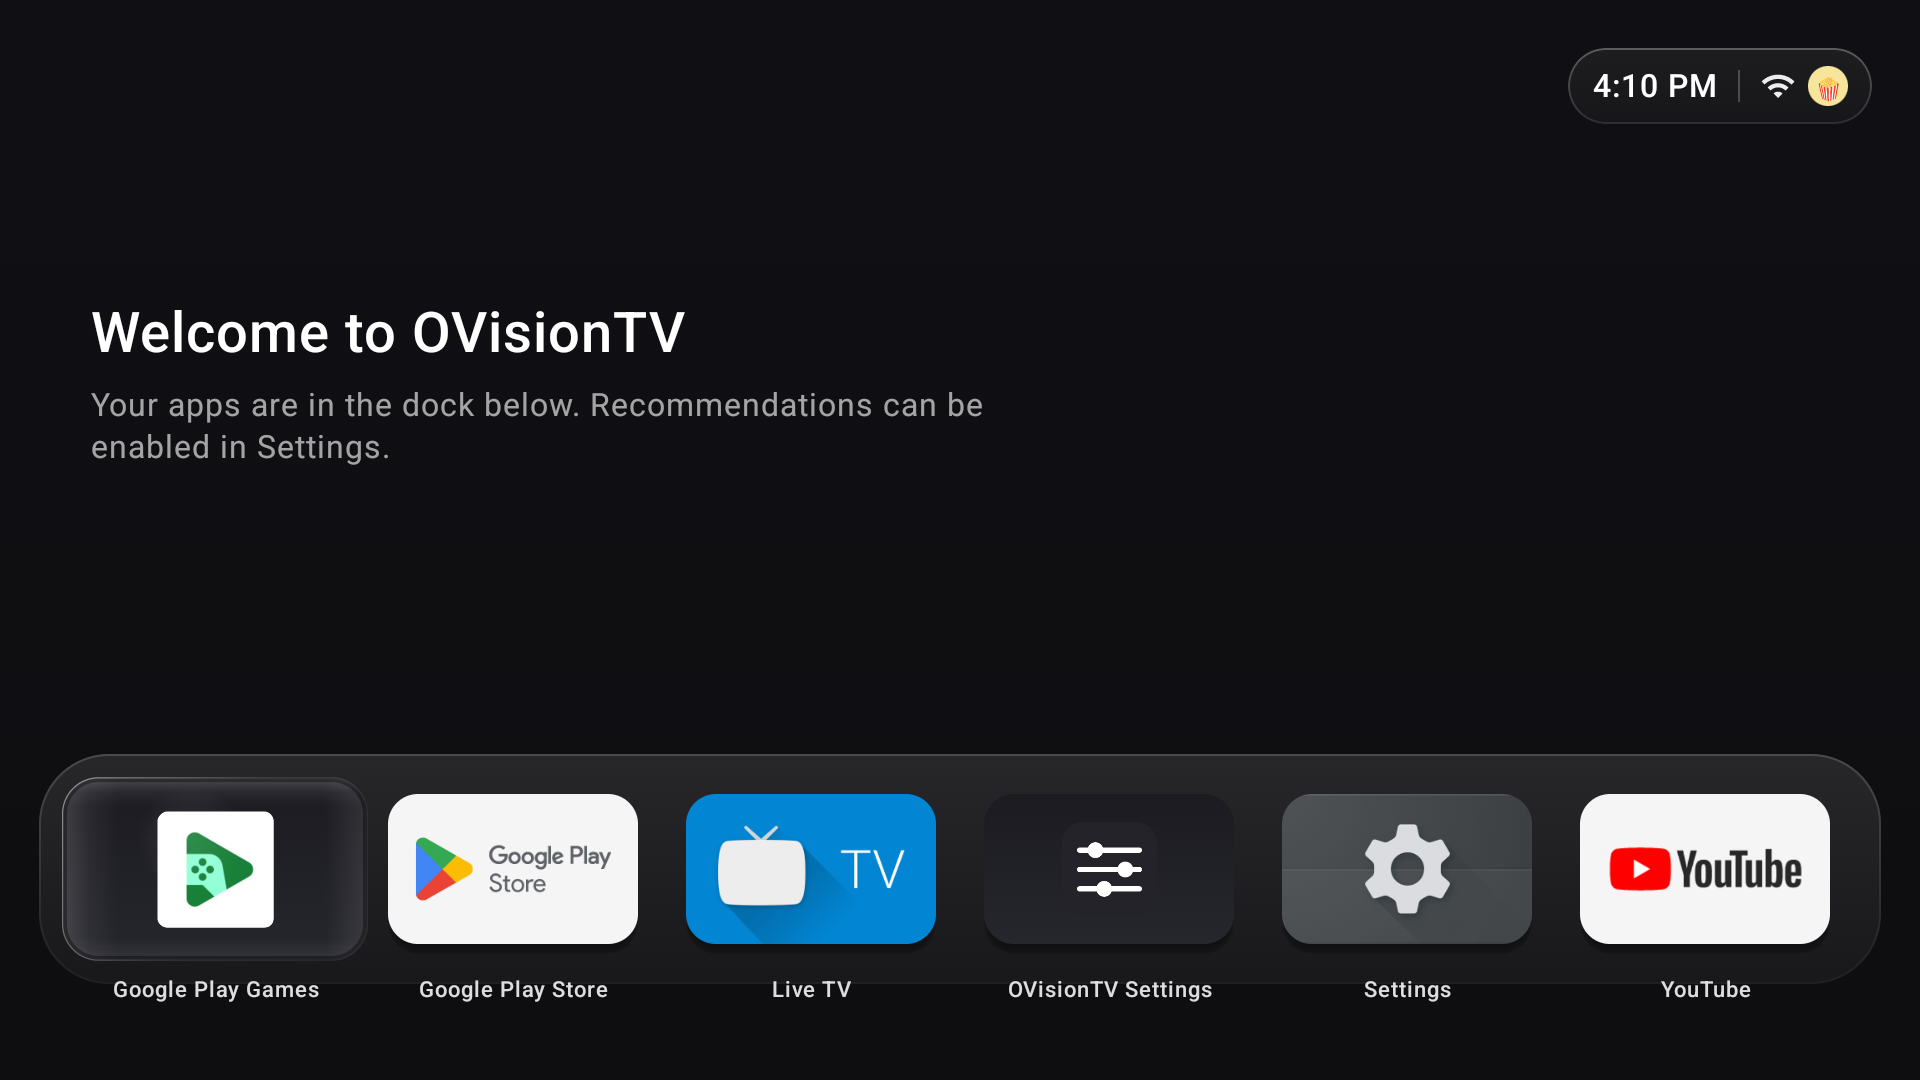 4:10 PM
Welcome to OVisionTV
Your apps are in the dock below. Recommendations can be
enabled in Settings.
Google Play
Store
TV
YouTube
Google Play Games
Google Play Store
Live TV
OVisionTV Settings
Settings
YouTube